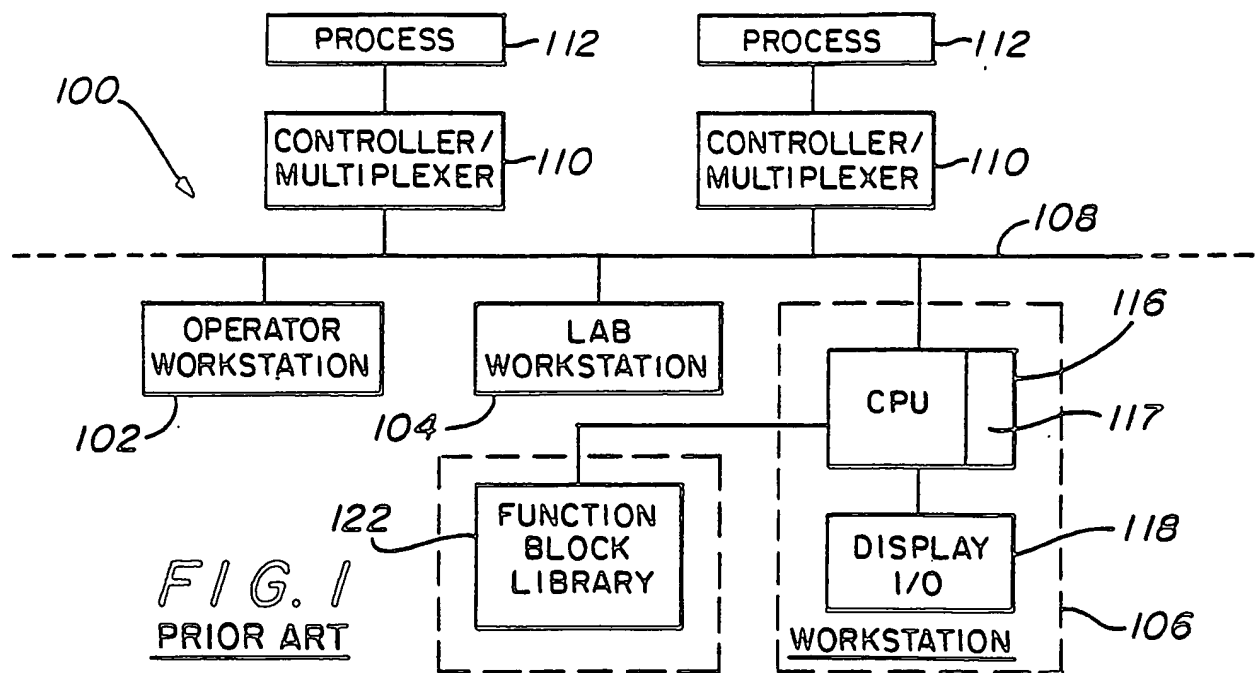 PROCESS
112
PROCESS
112
100
CONTROLLER/
MULTIPLEXER
110
CONTROLLER/
MULTIPLEXER
110
108
OPERATOR
WORKSTATION
102
LAB
WORKSTATION
104
CPU
116
117
FUNCTION
BLOCK
LIBRARY
122
DISPLAY
I/O
118
WORKSTATION
106
FIG. 1
PRIOR ART